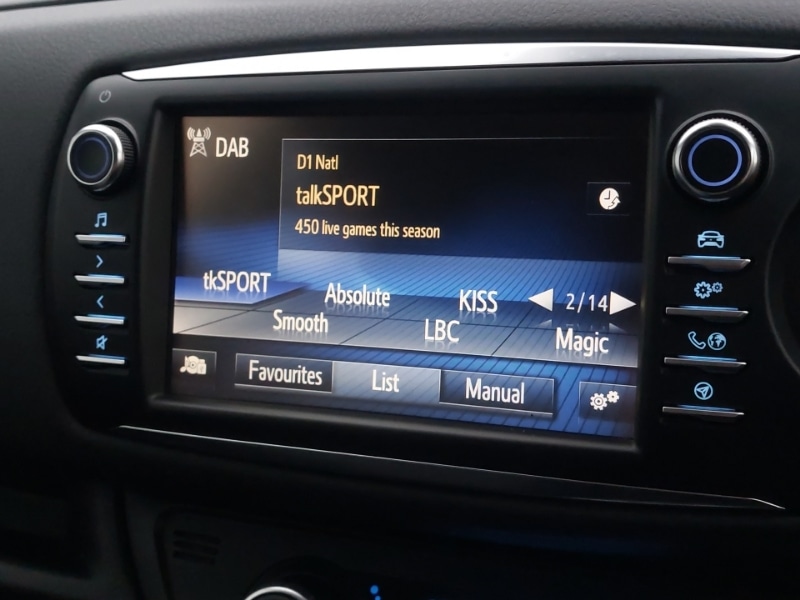 DAB
D1 Natl
talkSPORT
450 live games this season
tkSPORT Absolute KISS 2/14
Smooth LBC Magic
Favourites List Manual